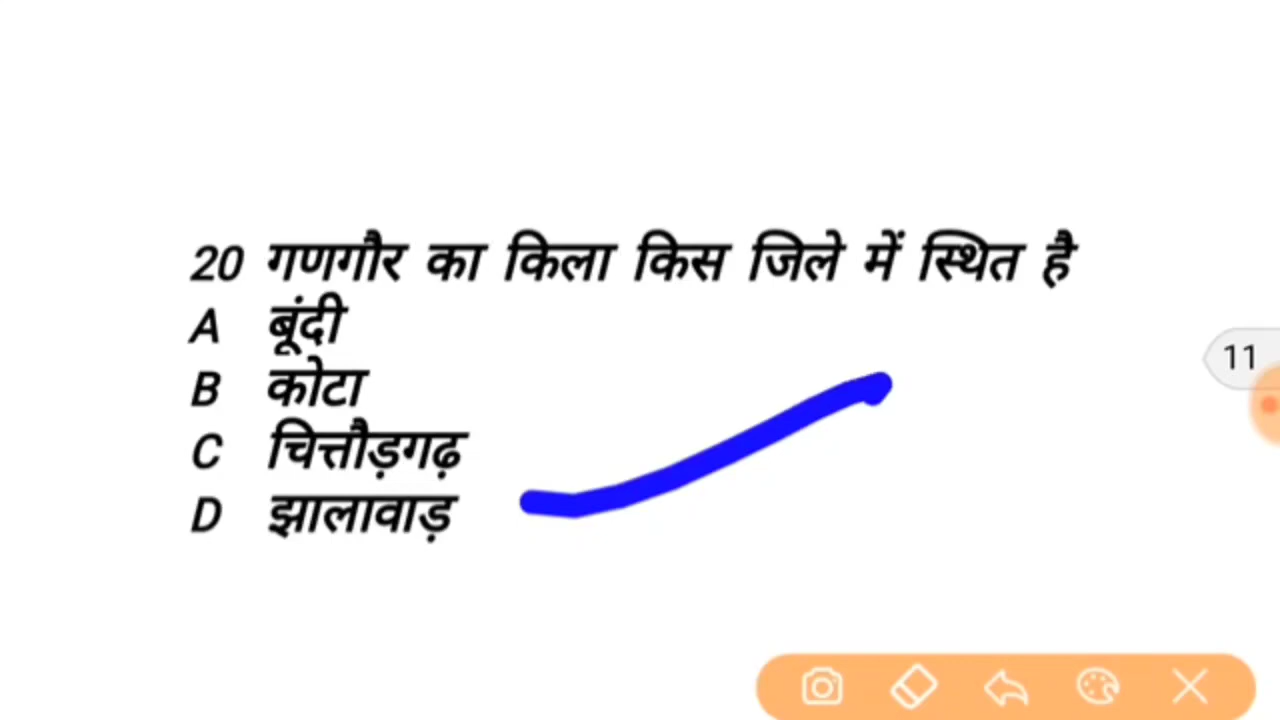 20 गणगौर का किला किस जिले में स्थित है
A बूंदी
B कोटा
C चित्तौड़गढ़
D झालावाड़
11